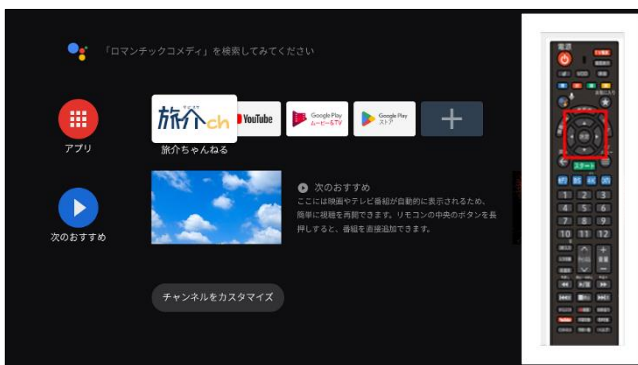 「ロマンチックコメディ」を検索してみてください
アプリ
旅介ch
YouTube
Google Play
ムービー&TV
Google Play
ストア
旅介ちゃんねる
次のおすすめ
次のおすすめ
ここには映画やテレビ番組が自動的に表示されるため、
簡単に視聴を再開できます。リモコンの中央のボタンを長
押しすると、番組を直接追加できます。
チャンネルをカスタマイズ
電源
スタート
1 2 3
4 5 6
7 8 9
10 11 12